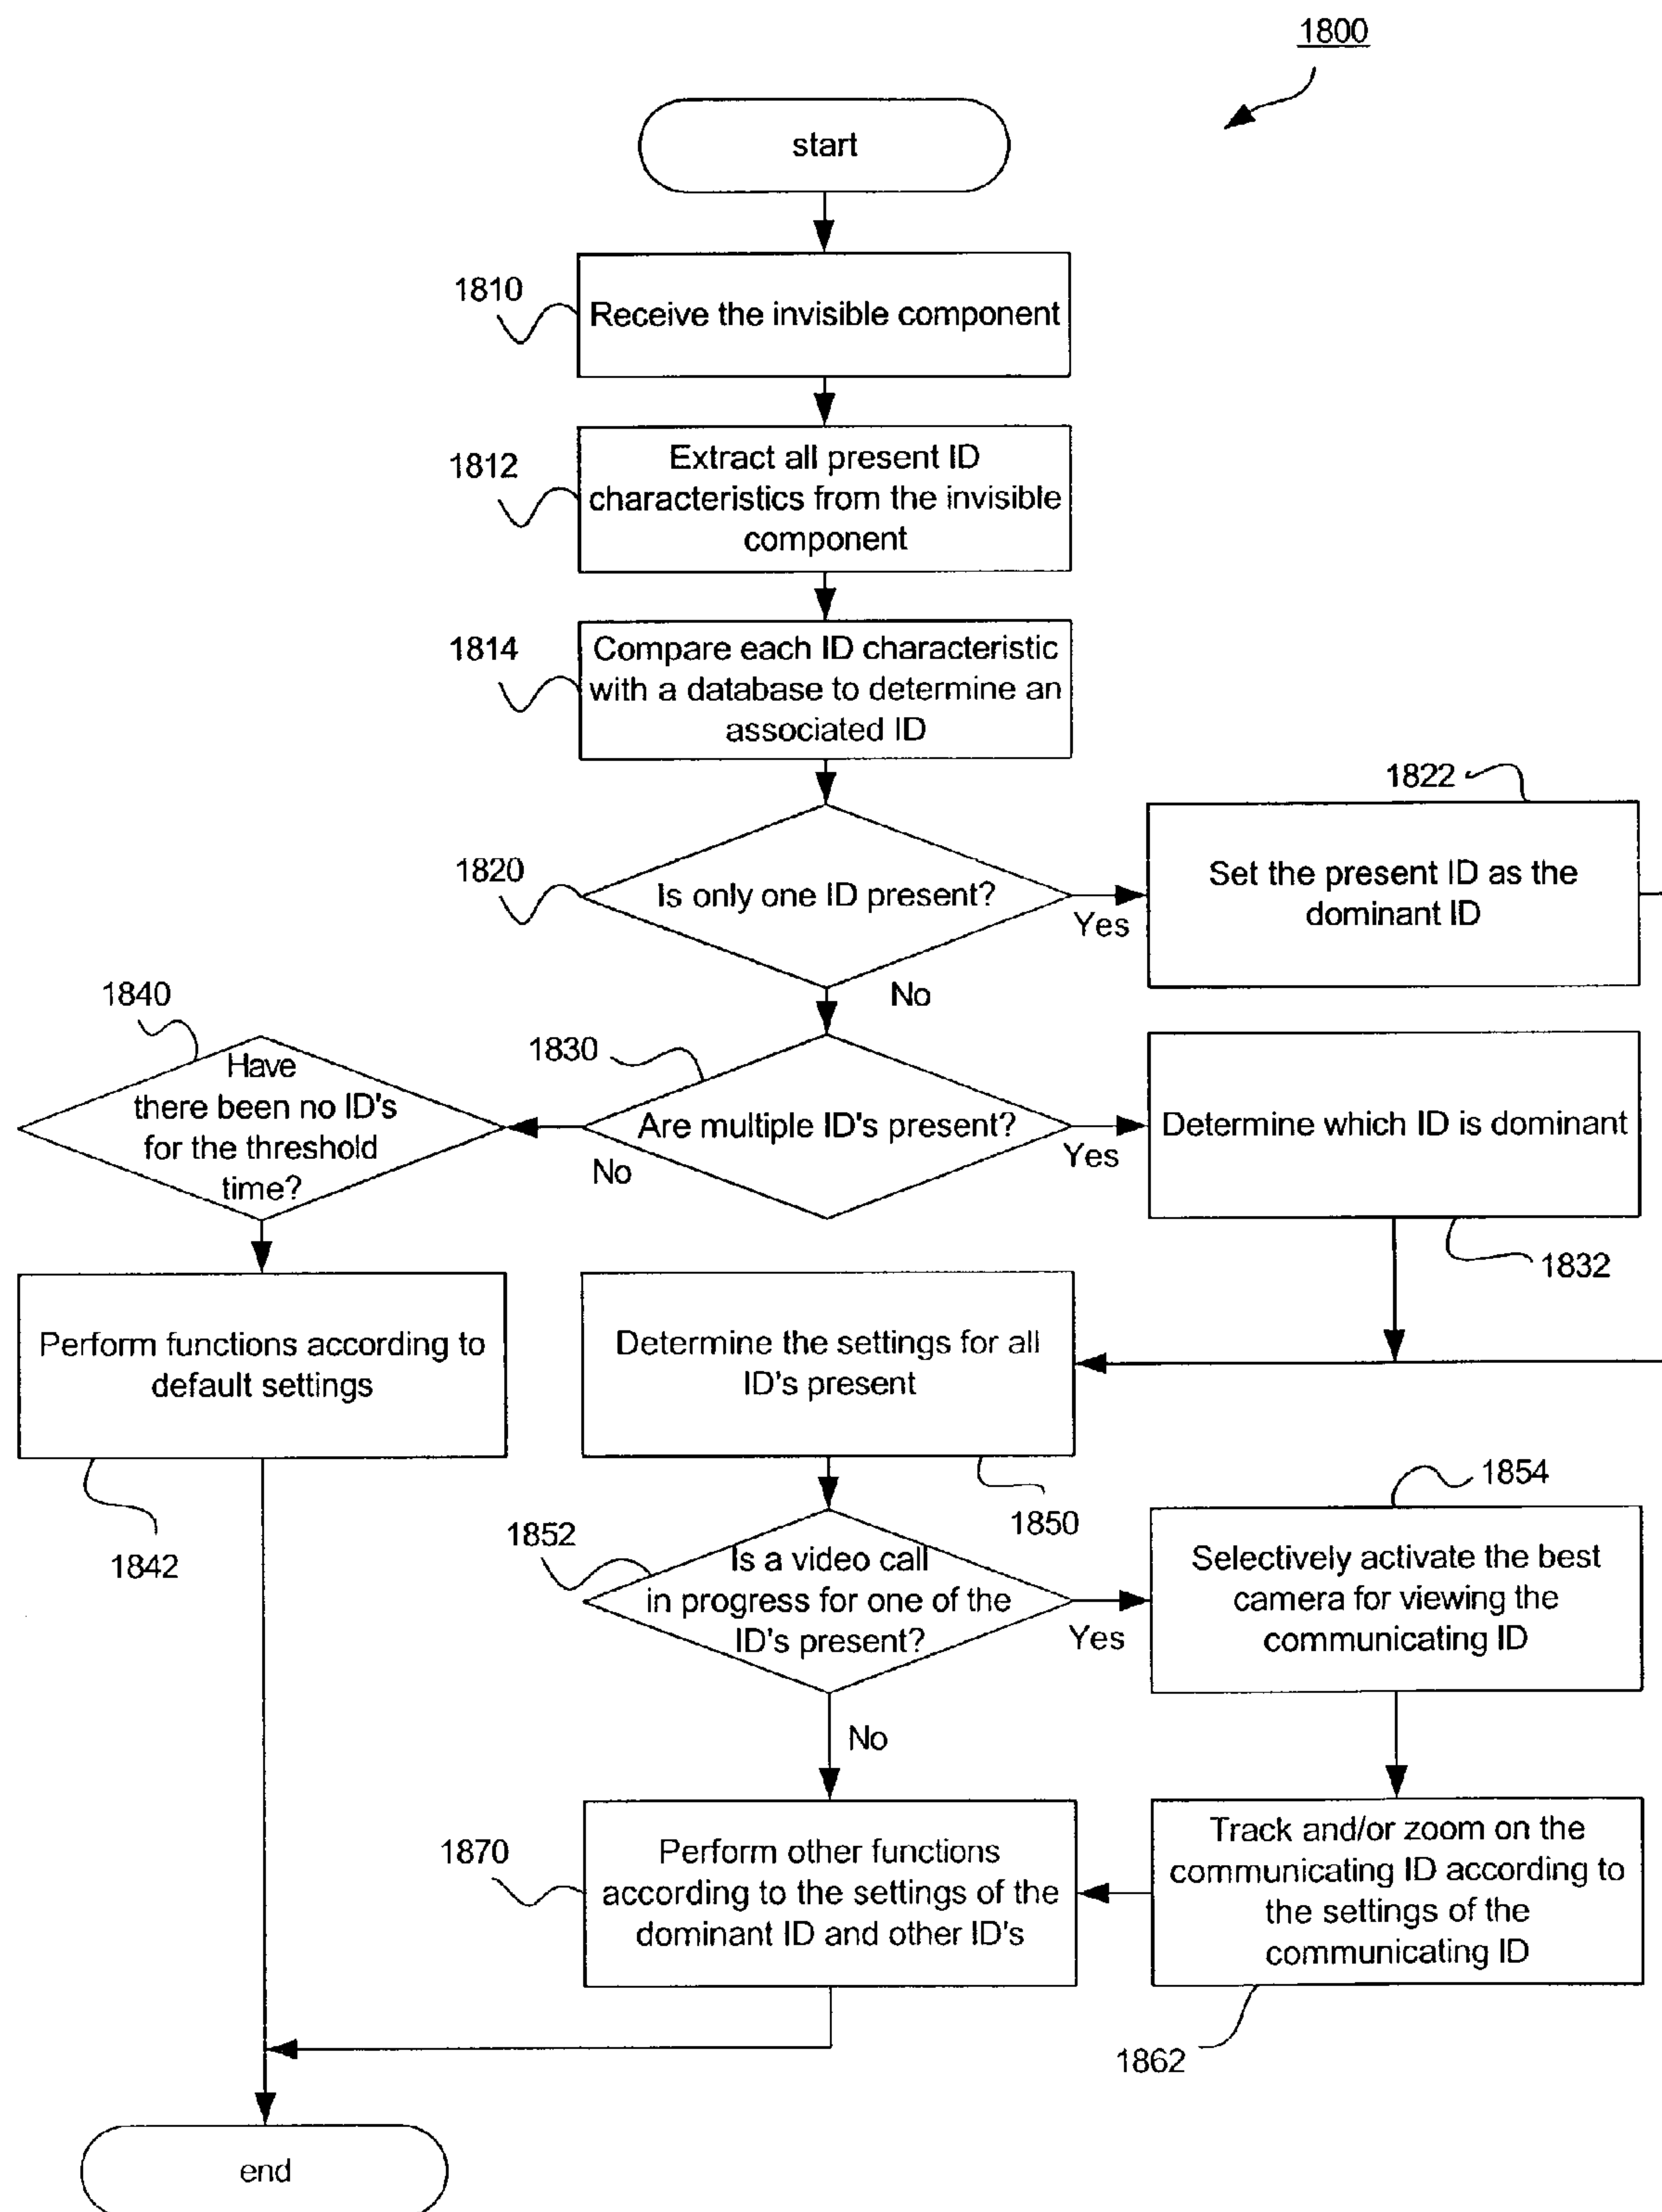 1800
start
1810
Receive the invisible component
1812
Extract all present ID
characteristics from the invisible
component
1814
Compare each ID characteristic
with a database to determine an
associated ID
1822
1820
Is only one ID present?
Yes
Set the present ID as the
dominant ID
No
1840
Have
there been no ID's
for the threshold
time?
1830
Are multiple ID's present?
No
Yes
Determine which ID is dominant
1832
Perform functions according to
default settings
1842
Determine the settings for all
ID's present
1850
1852
Is a video call
in progress for one of the
ID's present?
Yes
No
1854
Selectively activate the best
camera for viewing the
communicating ID
1870
Perform other functions
according to the settings of the
dominant ID and other ID's
Track and/or zoom on the
communicating ID according to
the settings of the
communicating ID
1862
end